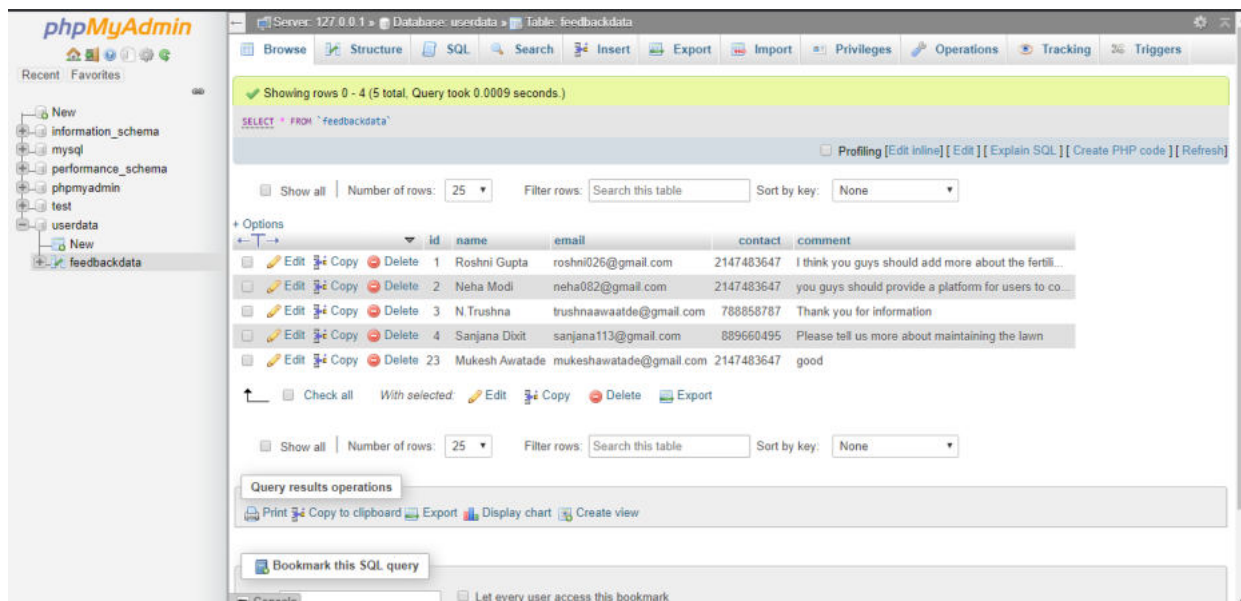 phpMyAdmin
Recent Favorites
New
information_schema
mysql
performance_schema
phpmyadmin
test
userdata
New
feedbackdata
Server: 127.0.0.1 » Database: userdata » Table: feedbackdata
Browse Structure SQL Search Insert Export Import Privileges Operations Tracking Triggers
Showing rows 0 - 4 (5 total, Query took 0.0009 seconds.)
SELECT * FROM `feedbackdata`
Profiling [Edit inline] [ Edit ] [ Explain SQL ] [ Create PHP code ] [ Refresh]
Show all | Number of rows: 25 Filter rows: Search this table Sort by key: None
+ Options
←T→ id name email contact comment
Edit Copy Delete 1 Roshni Gupta roshni026@gmail.com 2147483647 I think you guys should add more about the fertili...
Edit Copy Delete 2 Neha Modi neha082@gmail.com 2147483647 you guys should provide a platform for users to co...
Edit Copy Delete 3 N.Trushna trushnaawaatde@gmail.com 788858787 Thank you for information
Edit Copy Delete 4 Sanjana Dixit sanjana113@gmail.com 889660495 Please tell us more about maintaining the lawn
Edit Copy Delete 23 Mukesh Awatade mukeshawatade@gmail.com 2147483647 good
Check all With selected: Edit Copy Delete Export
Show all | Number of rows: 25 Filter rows: Search this table Sort by key: None
Query results operations
Print Copy to clipboard Export Display chart Create view
Bookmark this SQL query
Console Let every user access this bookmark